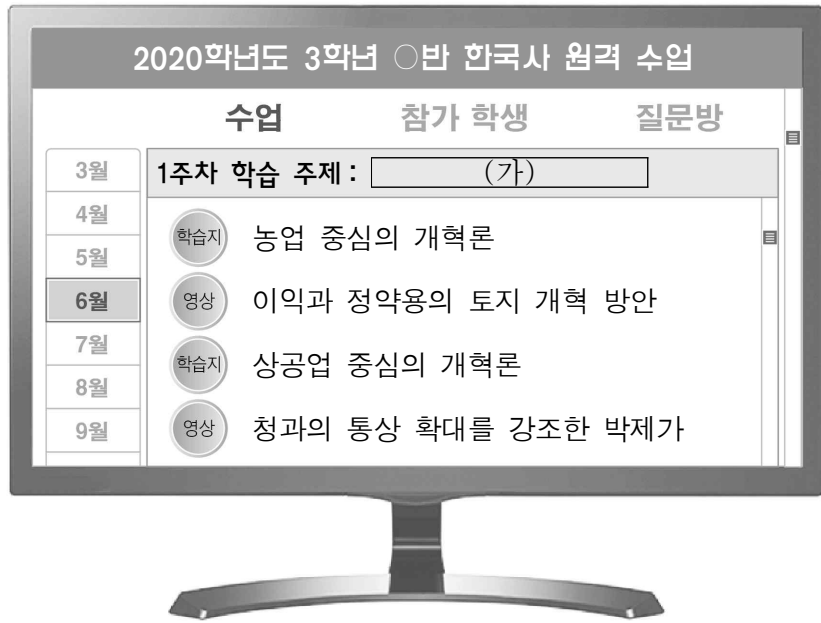 2020학년도 3학년 ○반 한국사 원격 수업
수업 참가 학생 질문방
3월
4월
5월
6월
7월
8월
9월
1주차 학습 주제 : (가)
학습지 농업 중심의 개혁론
영상 이익과 정약용의 토지 개혁 방안
학습지 상공업 중심의 개혁론
영상 청과의 통상 확대를 강조한 박제가